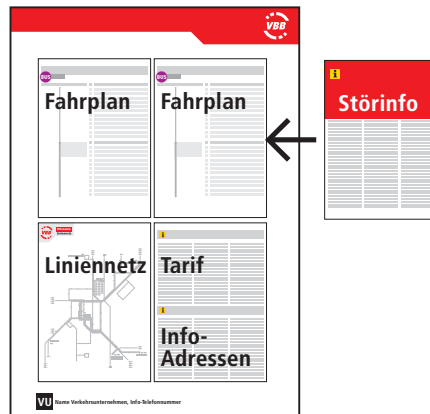 VBB
BUS
BUS
Fahrplan
Fahrplan
i
Störinfo
VBB
Liniennetz
i
Tarif
i
Info-
Adressen
VU Name Verkehrsunternehmen, Info-Telefonnummer